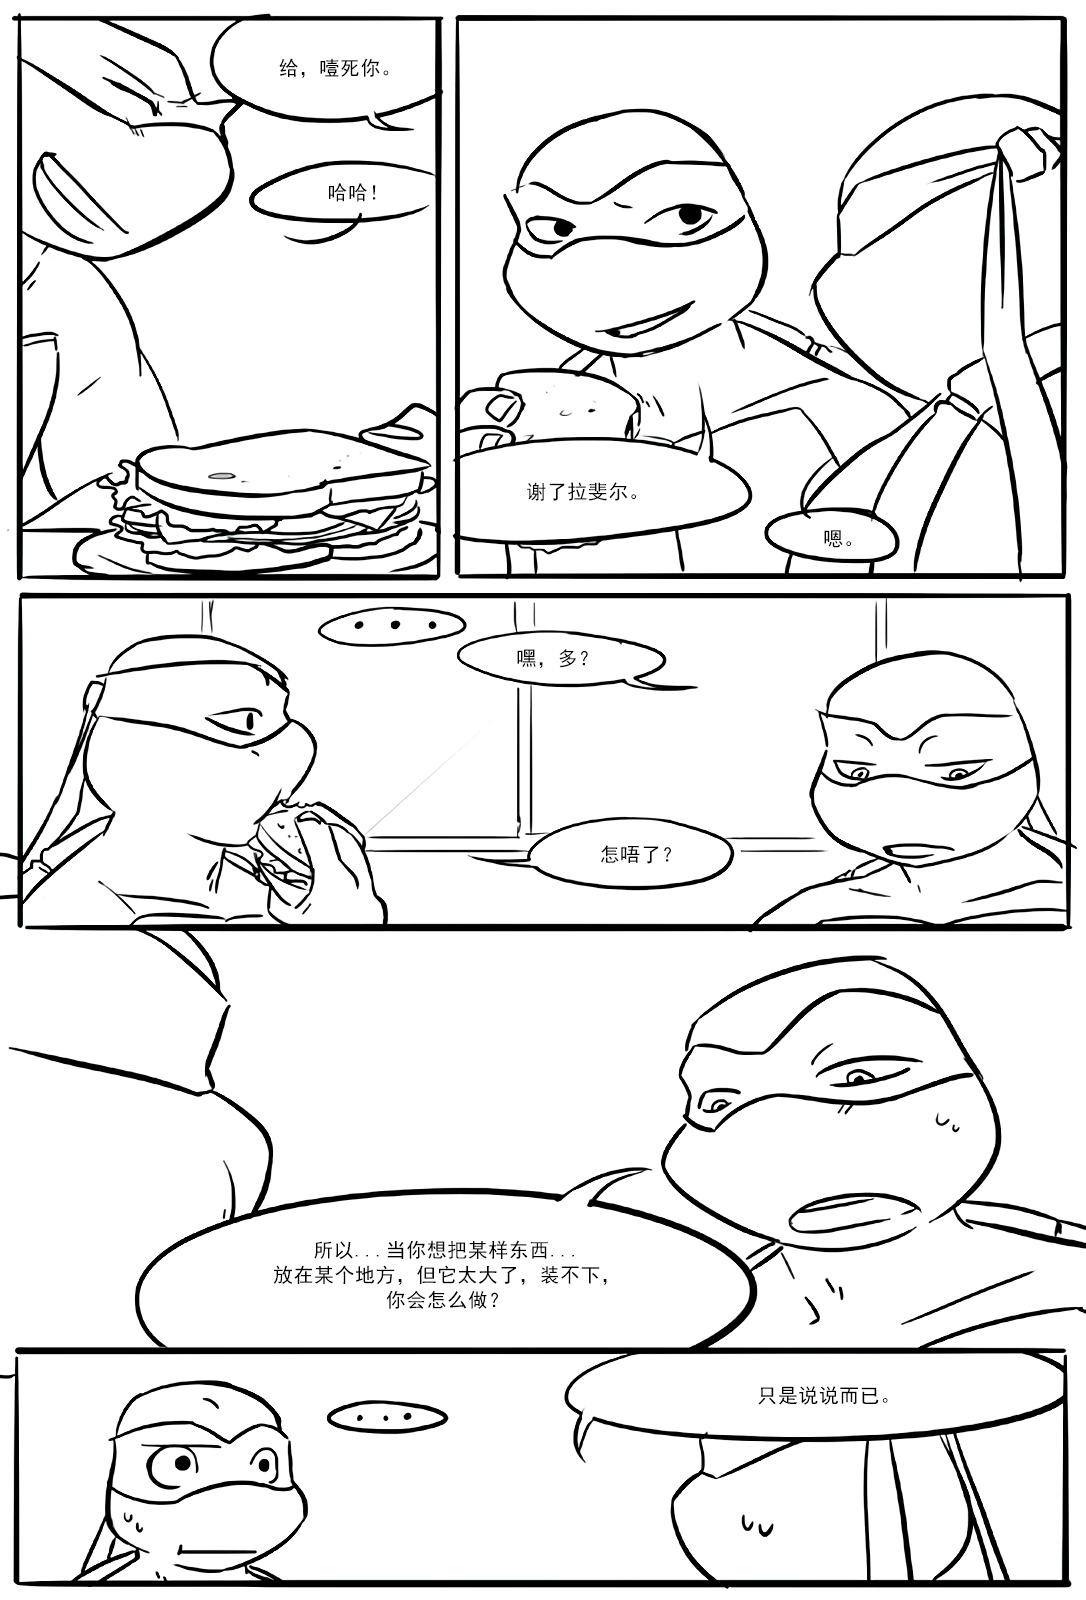 给，噎死你。
哈哈！
谢了拉斐尔。
嗯。
...
嘿，多？
怎唔了？
所以...当你想把某样东西...
放在某个地方，但它太大了，装不下，
你会怎么做？
...
只是说说而已。